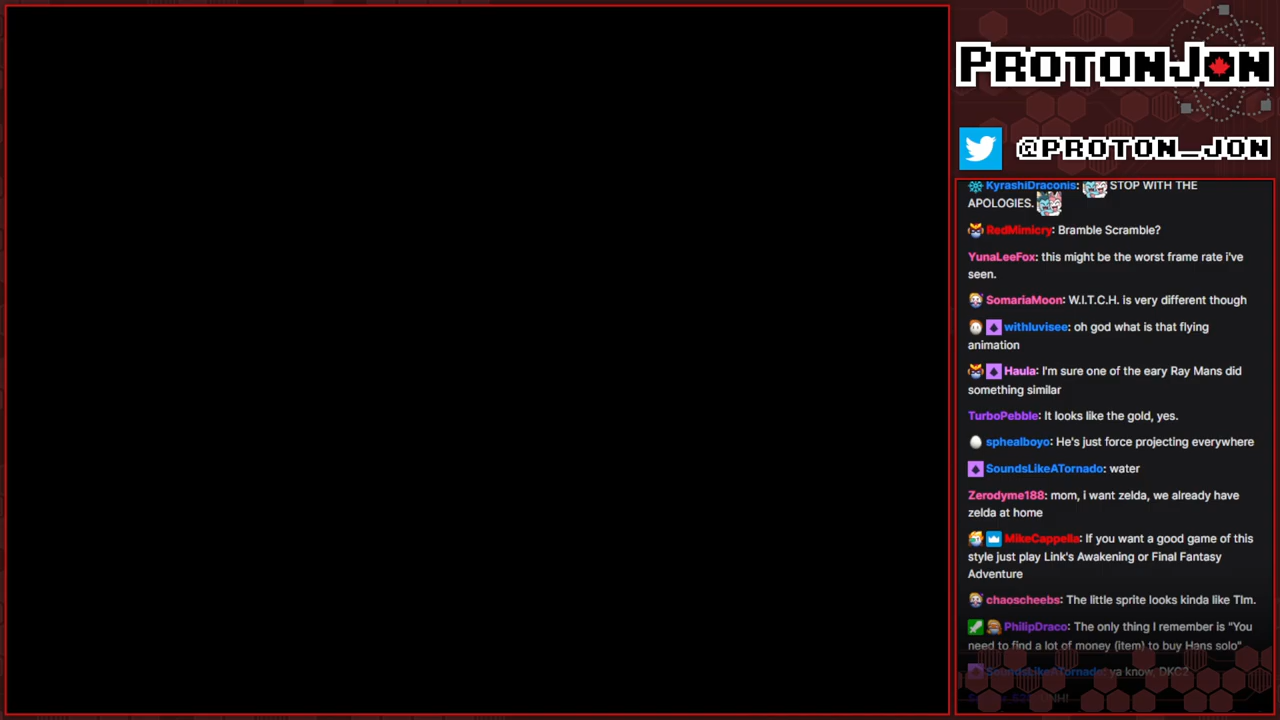 PROTONJON
@PROTON_JON
KyrashiDraconis: STOP WITH THE
APOLOGIES.
RedMimicry: Bramble Scramble?
YunaLeeFox: this might be the worst frame rate i've
seen.
SomariaMoon: W.I.T.C.H. is very different though
withluvisee: oh god what is that flying
animation
Haula: I'm sure one of the eary Ray Mans did
something similar
TurboPebble: It looks like the gold, yes.
sphealboyo: He's just force projecting everywhere
SoundsLikeATornado: water
Zerodyme188: mom, i want zelda, we already have
zelda at home
MikeCappella: If you want a good game of this
style just play Link's Awakening or Final Fantasy
Adventure
chaoscheebs: The little sprite looks kinda like TIm.
PhilipDraco: The only thing I remember is "You
need to find a lot of money (item) to buy Hans solo"
SoundsLikeATornado: ya know, DKC2